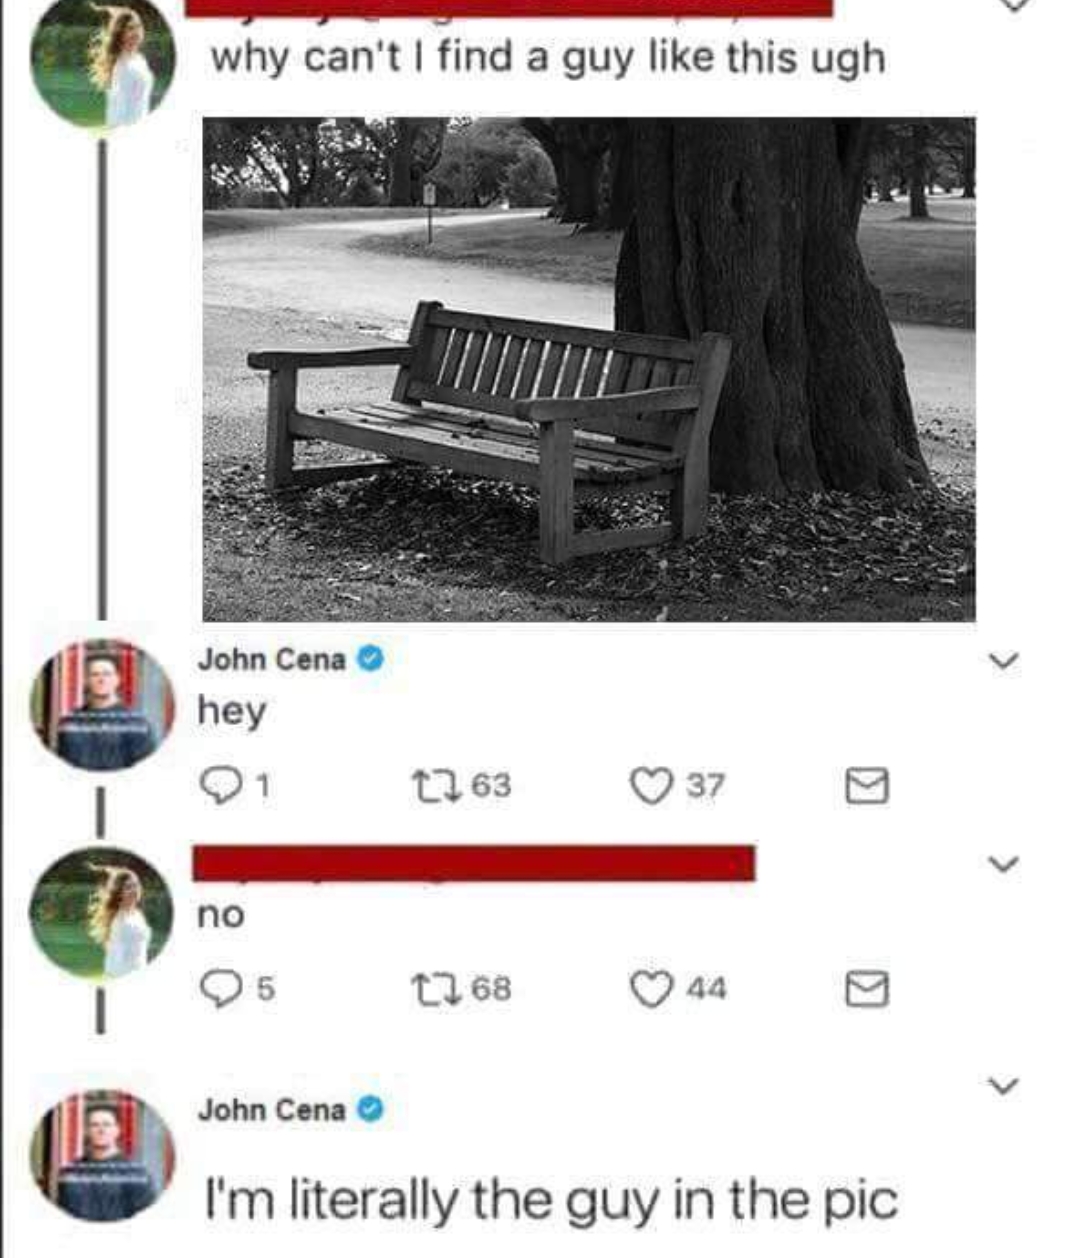 why can't I find a guy like this ugh
John Cena
hey
1 63 37
no
5 68 44
John Cena
I'm literally the guy in the pic